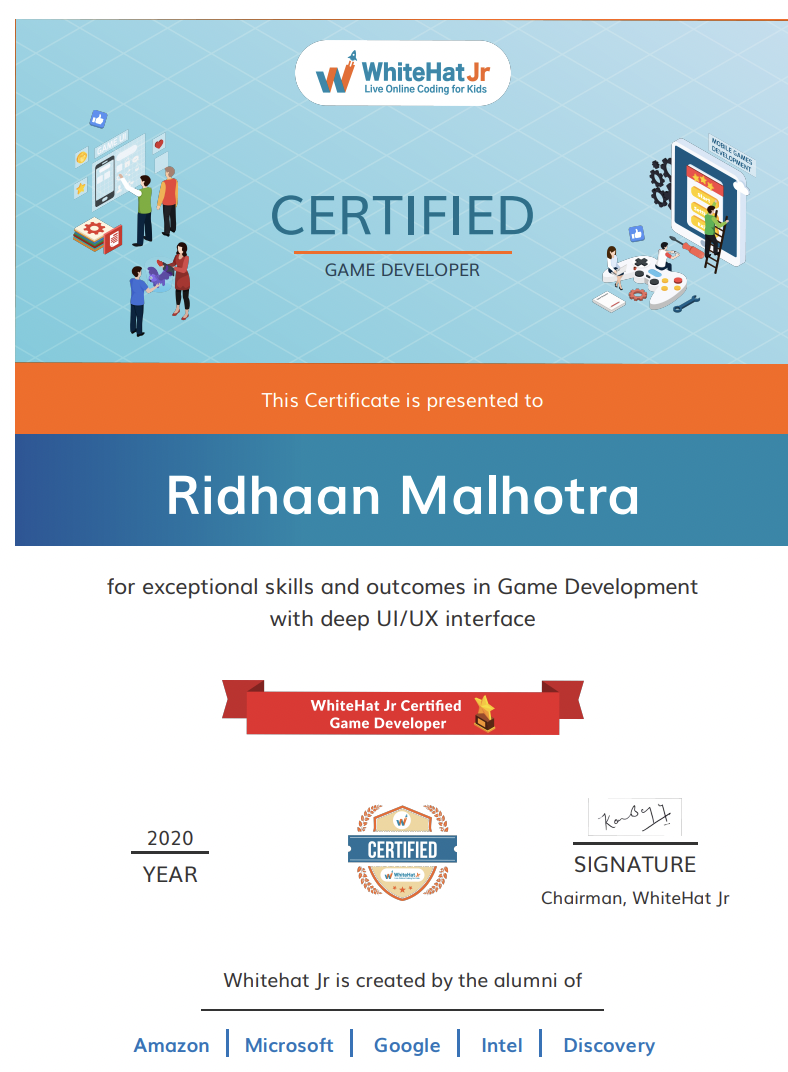 WhiteHat Jr
Live Online Coding for Kids
GAME UI
MOBILE GAMES
DEVELOPMENT
CERTIFIED
GAME DEVELOPER
This Certificate is presented to
Ridhaan Malhotra
for exceptional skills and outcomes in Game Development
with deep UI/UX interface
WhiteHat Jr Certified
Game Developer
2020
YEAR
W
CERTIFIED
WhiteHat Jr
SIGNATURE
Chairman, WhiteHat Jr
Whitehat Jr is created by the alumni of
Amazon | Microsoft | Google | Intel | Discovery